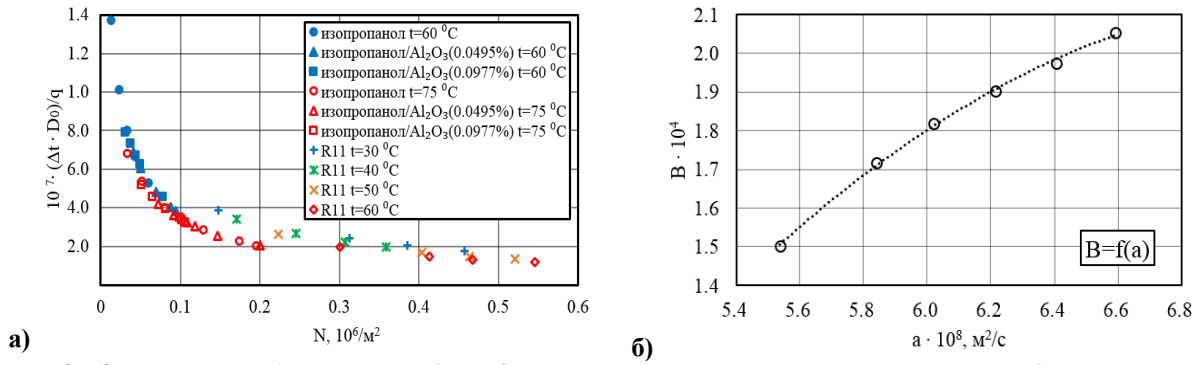 1.4
1.2
1.0
8.0
6.0
4.0
2.0
10⁷· (Δt · D₀)/q
0 0.1 0.2 0.3 0.4 0.5 0.6
N, 10⁶/м²
изопропанол t=60 ⁰C
изопропанол/Al₂O₃(0.0495%) t=60 ⁰C
изопропанол/Al₂O₃(0.0977%) t=60 ⁰C
изопропанол t=75 ⁰C
изопропанол/Al₂O₃(0.0495%) t=75 ⁰C
изопропанол/Al₂O₃(0.0977%) t=75 ⁰C
R11 t=30 ⁰C
R11 t=40 ⁰C
R11 t=50 ⁰C
R11 t=60 ⁰C
а)
2.1
2.0
1.9
1.8
1.7
1.6
1.5
1.4
B · 10⁴
5.4 5.6 5.8 6.0 6.2 6.4 6.6 6.8
a · 10⁸, м²/c
B=f(a)
б)